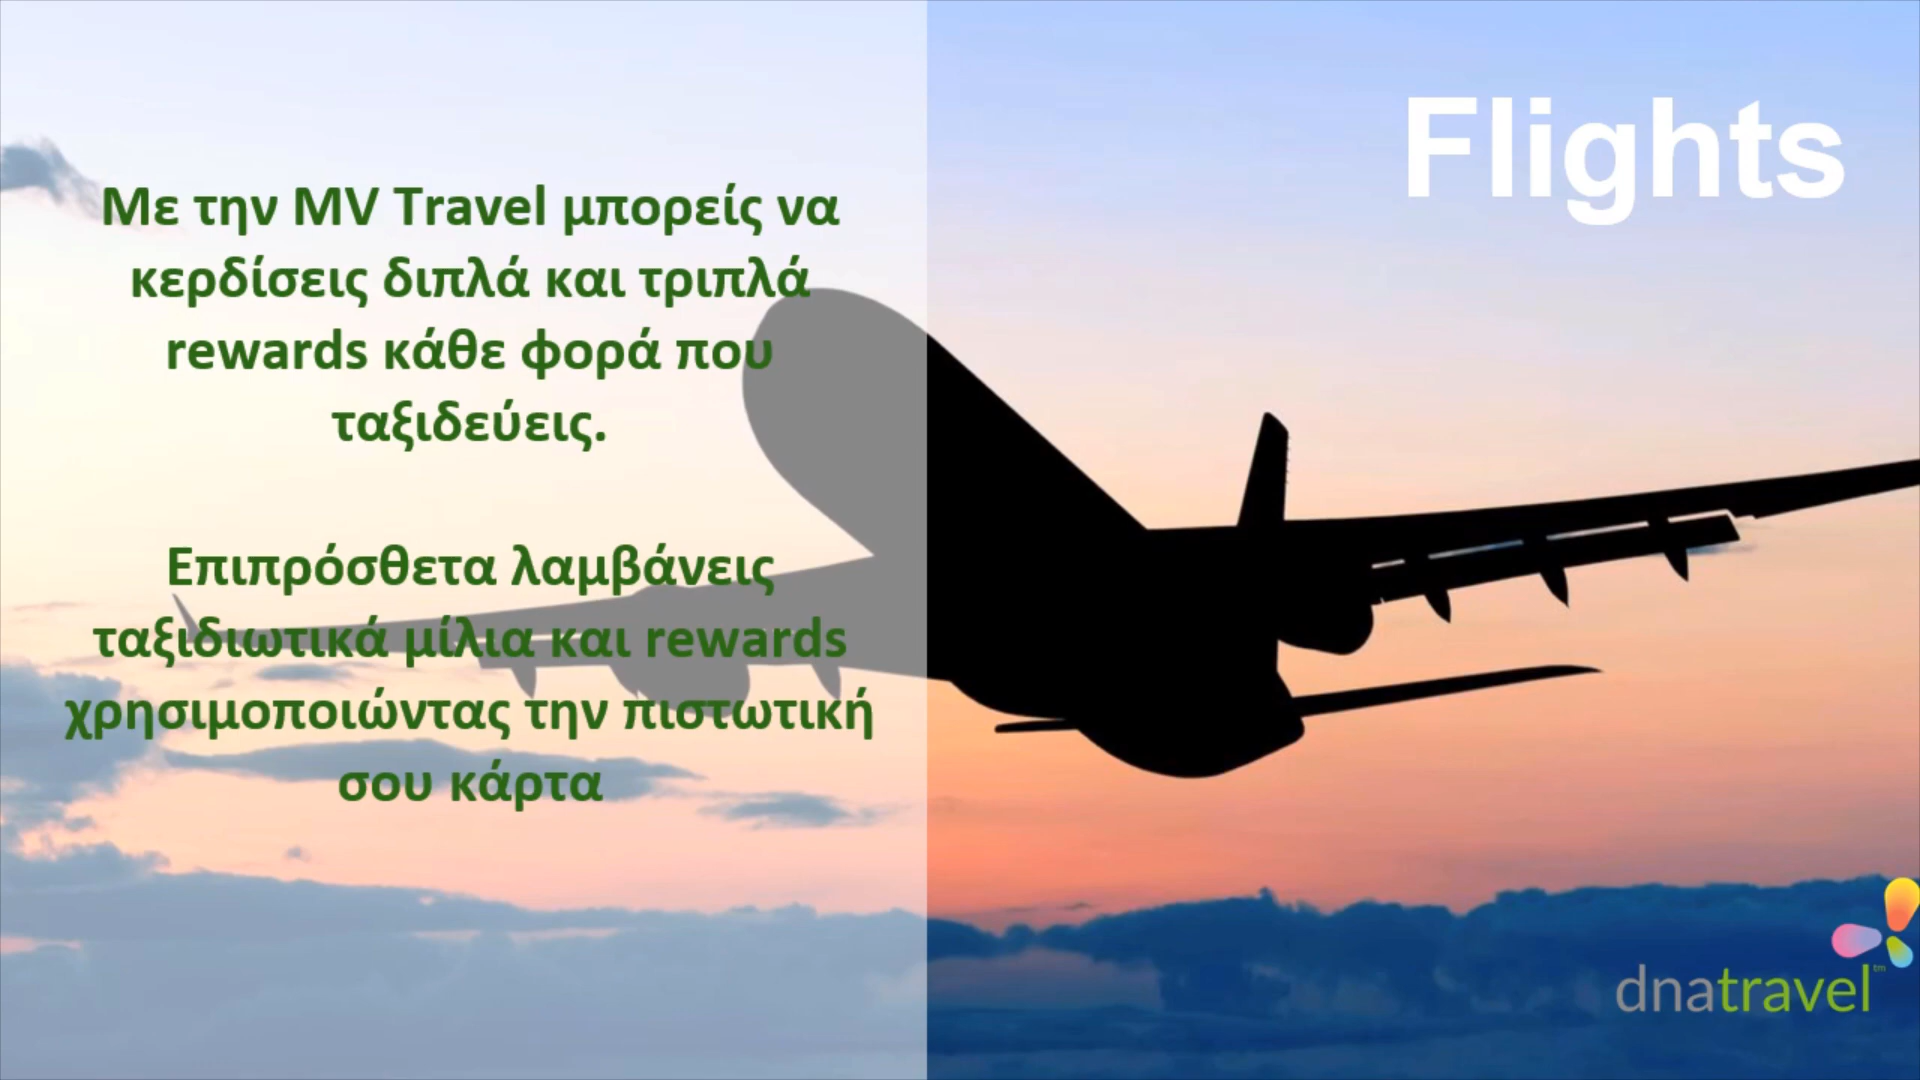 Flights
Με την MV Travel μπορείς να
κερδίσεις διπλά και τριπλά
rewards κάθε φορά που
ταξιδεύεις.
Επιπρόσθετα λαμβάνεις
ταξιδιωτικά μίλια και rewards
χρησιμοποιώντας την πιστωτική
σου κάρτα
dnatravel™